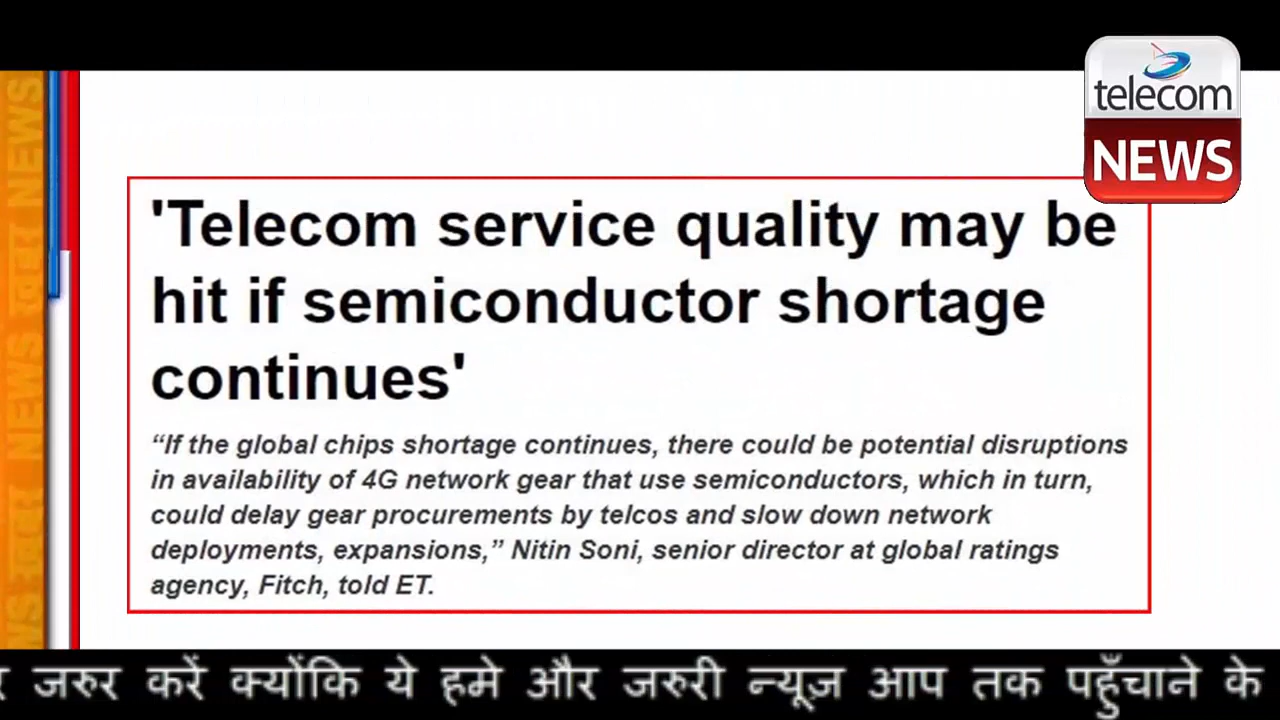 telecom
NEWS
'Telecom service quality may be
hit if semiconductor shortage
continues'
“If the global chips shortage continues, there could be potential disruptions
in availability of 4G network gear that use semiconductors, which in turn,
could delay gear procurements by telcos and slow down network
deployments, expansions,” Nitin Soni, senior director at global ratings
agency, Fitch, told ET.
जरुर करें क्योंकि ये हमे और जरुरी न्यूज़ आप तक पहुँचाने के
NEWS
NEWS